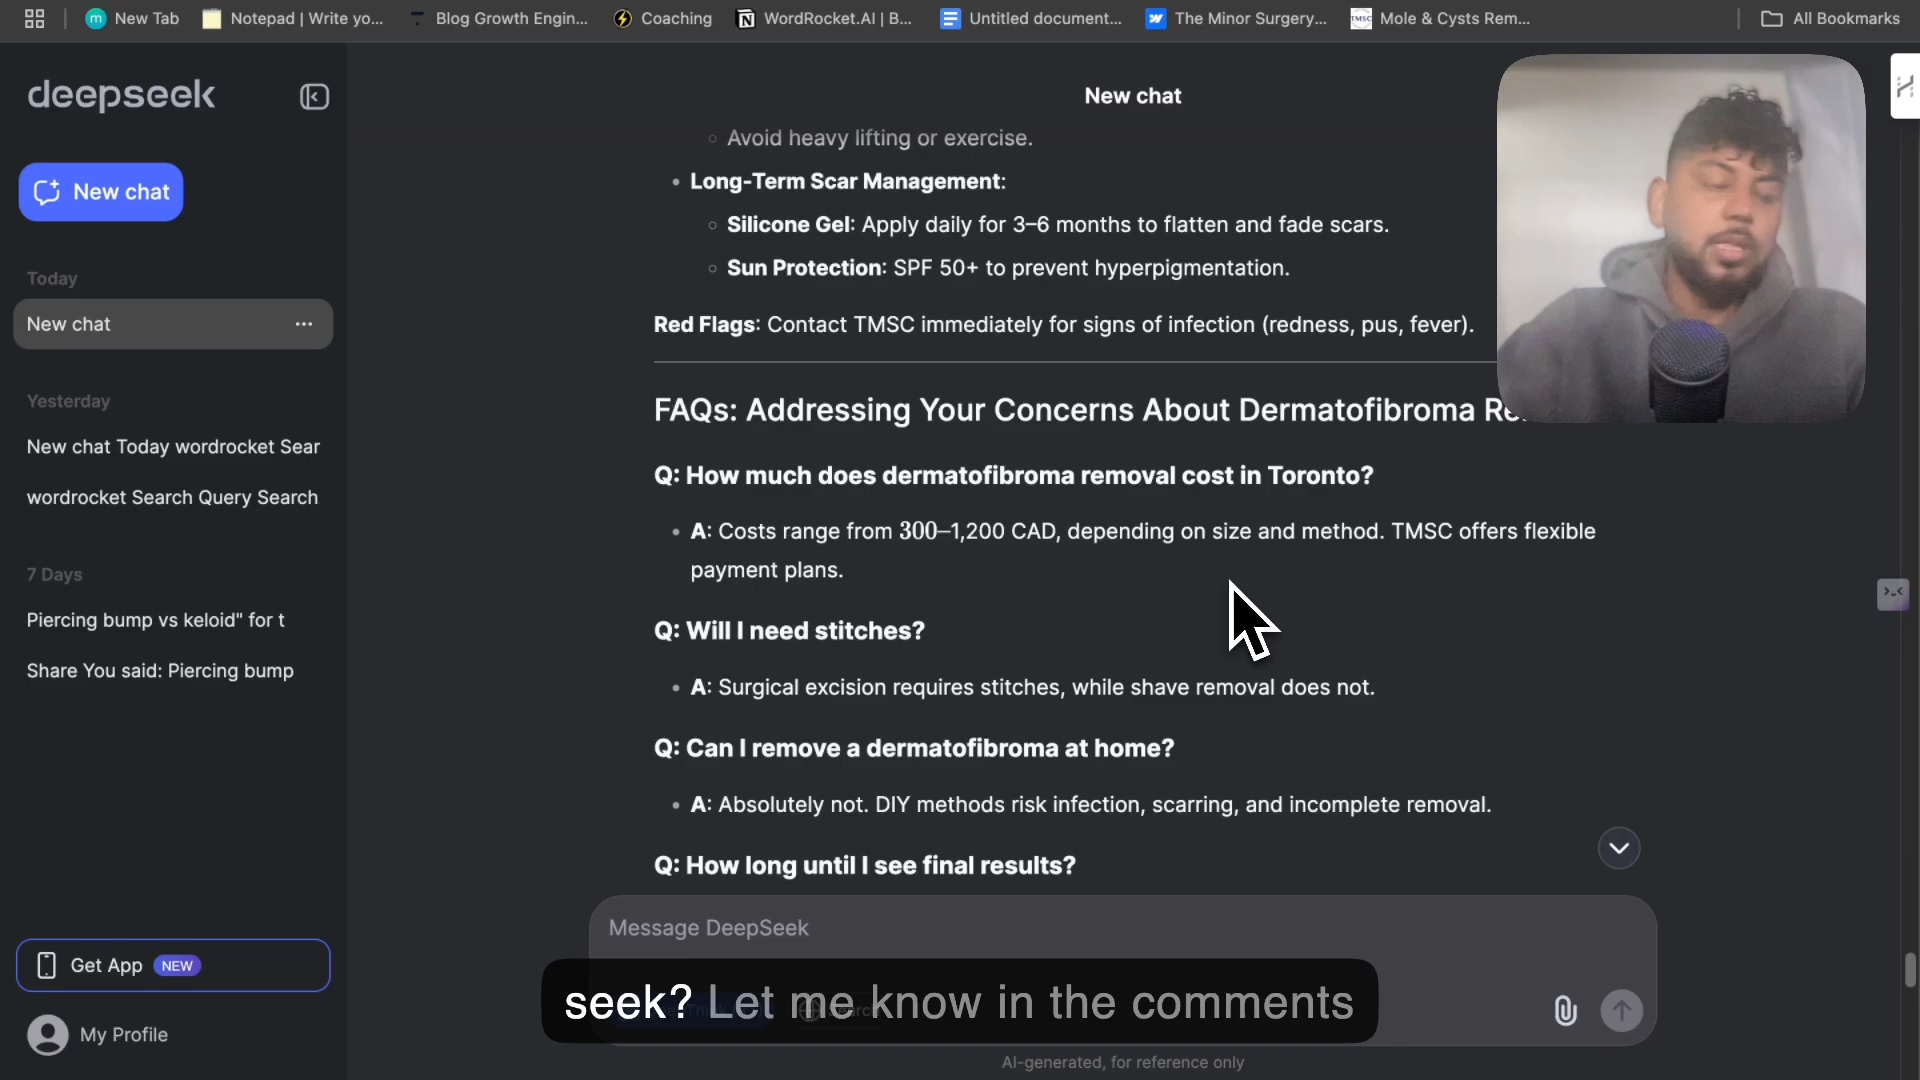 New Tab
Notepad | Write yo...
Blog Growth Engin...
Coaching
WordRocket.AI | B...
Untitled document...
The Minor Surgery...
TMSC
Mole & Cysts Rem...
All Bookmarks
deepseek
New chat
Today
New chat
Yesterday
New chat Today wordrocket Sear
wordrocket Search Query Search
7 Days
Piercing bump vs keloid" for t
Share You said: Piercing bump
Get App NEW
My Profile
New chat
Avoid heavy lifting or exercise.
Long-Term Scar Management:
Silicone Gel: Apply daily for 3–6 months to flatten and fade scars.
Sun Protection: SPF 50+ to prevent hyperpigmentation.
Red Flags: Contact TMSC immediately for signs of infection (redness, pus, fever).
FAQs: Addressing Your Concerns About Dermatofibroma
Q: How much does dermatofibroma removal cost in Toronto?
A: Costs range from 300–1,200 CAD, depending on size and method. TMSC offers flexible
payment plans.
Q: Will I need stitches?
A: Surgical excision requires stitches, while shave removal does not.
Q: Can I remove a dermatofibroma at home?
A: Absolutely not. DIY methods risk infection, scarring, and incomplete removal.
Q: How long until I see final results?
Message DeepSeek
seek? Let me know in the comments
AI-generated, for reference only